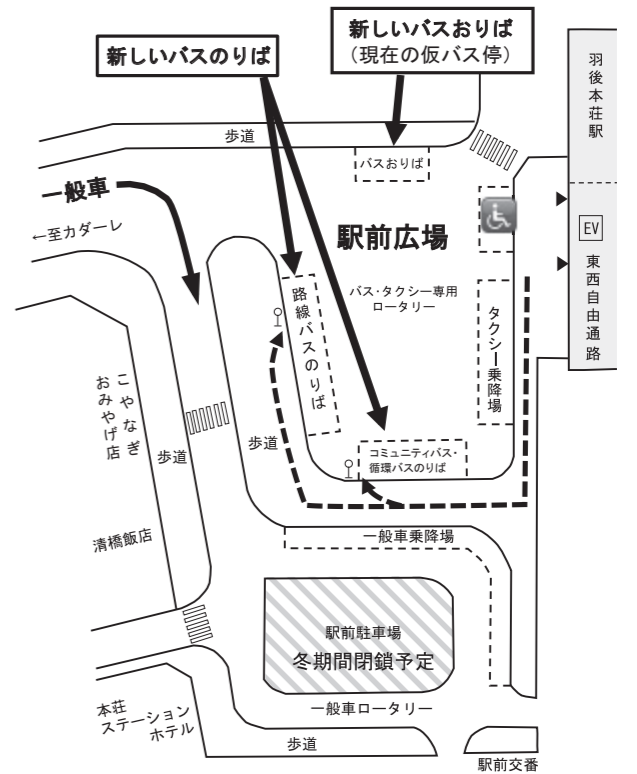 新しいバスのりば
新しいバスおりば
(現在の仮バス停)
羽後本荘駅
歩道
バスおりば
一般車
←至カダーレ
駅前広場
EV
東西自由通路
バス・タクシー専用
ロータリー
路線バスのりば
タクシー乗降場
こやなぎ
おみやげ店
歩道
歩道
コミュニティバス・
循環バスのりば
清橋飯店
一般車乗降場
駅前駐車場
冬期間閉鎖予定
本荘
ステーション
ホテル
一般車ロータリー
歩道
駅前交番